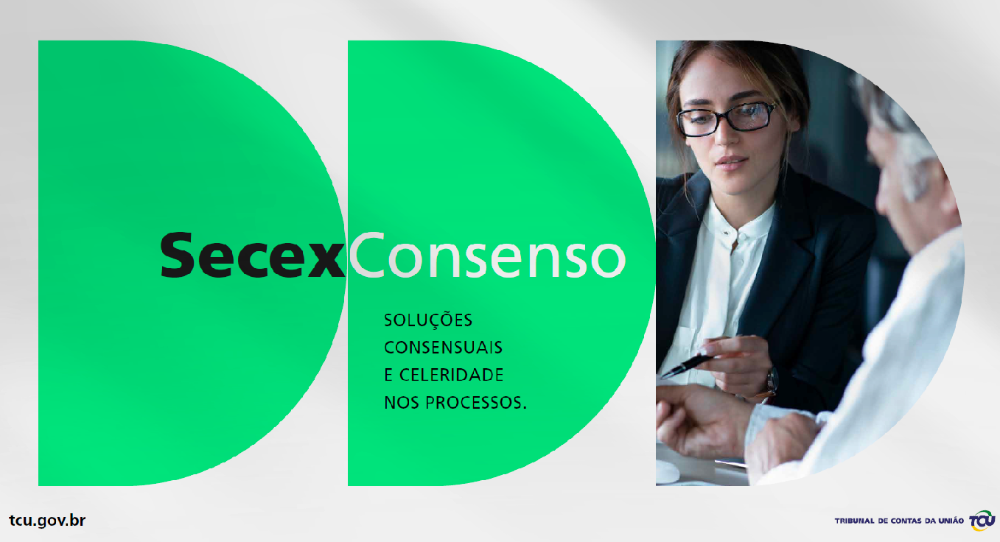 SecexConsenso
SOLUÇÕES
CONSENSUAIS
E CELERIDADE
NOS PROCESSOS.
tcu.gov.br
TRIBUNAL DE CONTAS DA UNIÃO TCU